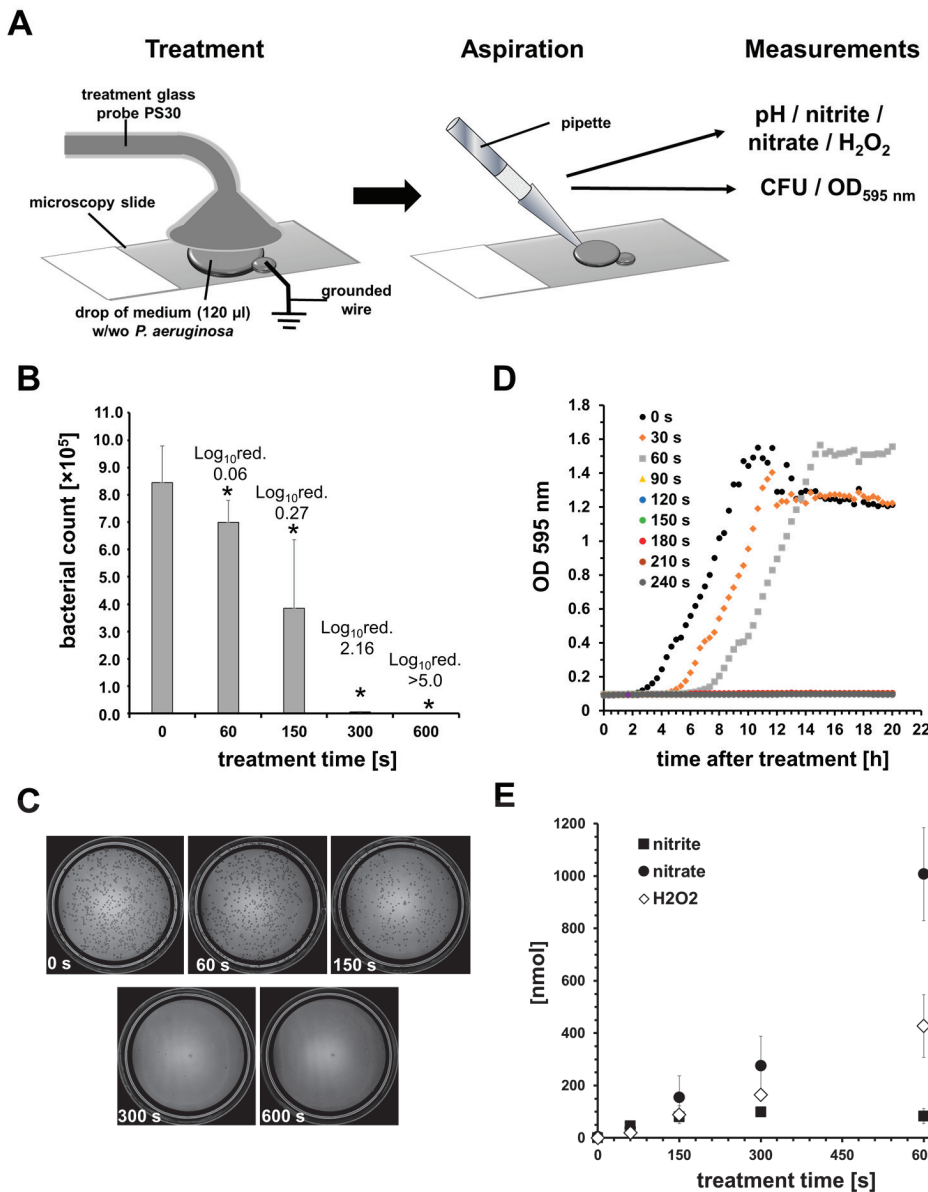 A
Treatment
Aspiration
Measurements
treatment glass
probe PS30
microscopy slide
drop of medium (120 µl)
w/wo P. aeruginosa
grounded
wire
pipette
pH / nitrite /
nitrate / H₂O₂
CFU / OD₅₉₅ ₙₘ
B
bacterial count [×10⁵]
11.0
10.0
9.0
8.0
7.0
6.0
5.0
4.0
3.0
2.0
1.0
0.0
Log₁₀red.
0.06
*
Log₁₀red.
0.27
*
Log₁₀red.
2.16
*
Log₁₀red.
>5.0
*
0 60 150 300 600
treatment time [s]
D
OD 595 nm
1.8
1.6
1.4
1.2
1
0.8
0.6
0.4
0.2
0
0 s
30 s
60 s
90 s
120 s
150 s
180 s
210 s
240 s
0 2 4 6 8 10 12 14 16 18 20 22
time after treatment [h]
C
0 s
60 s
150 s
300 s
600 s
E
[nmol]
1200
1000
800
600
400
200
0
nitrite
nitrate
H2O2
0 150 300 450 60
treatment time [s]